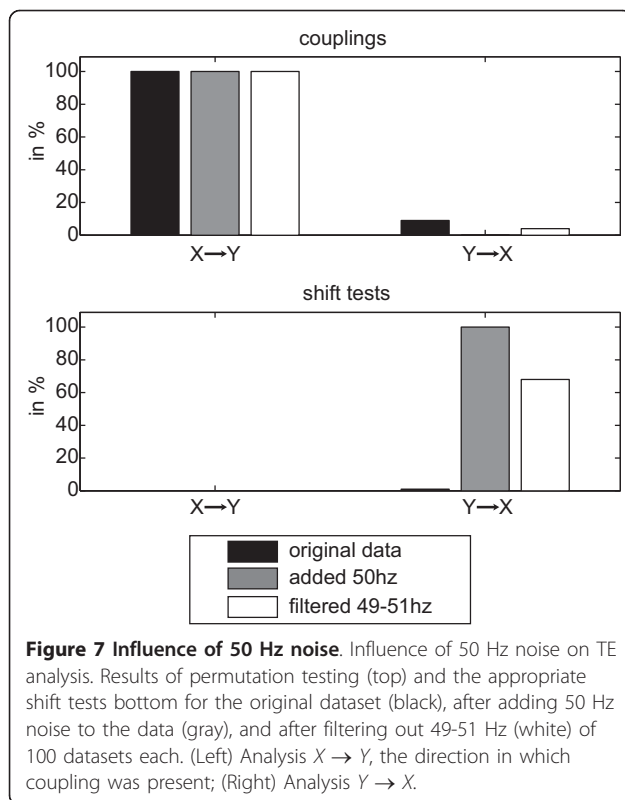 couplings
in %
100
80
60
40
20
0
X→Y
Y→X
shift tests
in %
100
80
60
40
20
0
X→Y
Y→X
original data
added 50hz
filtered 49-51hz
Figure 7 Influence of 50 Hz noise. Influence of 50 Hz noise on TE
analysis. Results of permutation testing (top) and the appropriate
shift tests bottom for the original dataset (black), after adding 50 Hz
noise to the data (gray), and after filtering out 49-51 Hz (white) of
100 datasets each. (Left) Analysis X → Y, the direction in which
coupling was present; (Right) Analysis Y → X.